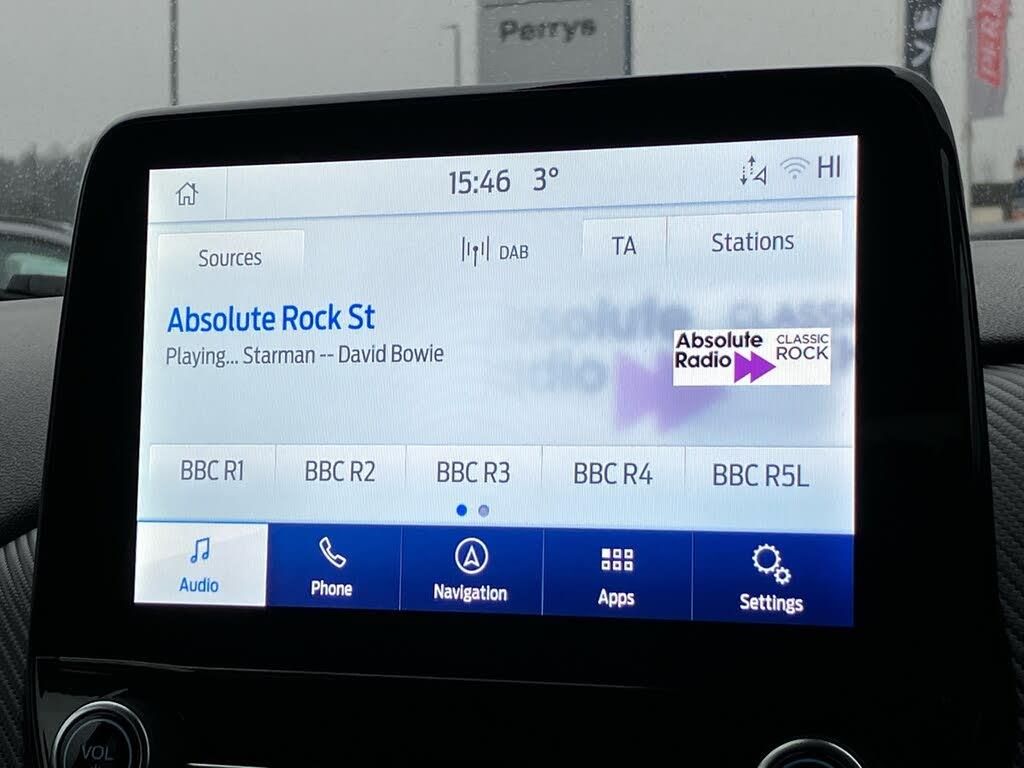 Perrys
15:46 3° HI
Sources DAB TA Stations
Absolute Rock St
Playing... Starman -- David Bowie
Absolute
Radio
CLASSIC
ROCK
BBC R1 BBC R2 BBC R3 BBC R4 BBC R5L
Audio Phone Navigation Apps Settings
VOL